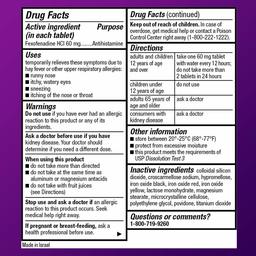 Drug Facts
Active ingredient Purpose
(in each tablet)
Fexofenadine HCl 60 mg......Antihistamine
Uses
temporarily relieves these symptoms due to
hay fever or other upper respiratory allergies:
■ runny nose
■ itchy, watery eyes
■ sneezing
■ itching of the nose or throat
Warnings
Do not use if you have ever had an allergic
reaction to this product or any of its
ingredients.
Ask a doctor before use if you have
kidney disease. Your doctor should
determine if you need a different dose.
When using this product
■ do not take more than directed
■ do not take at the same time as
aluminum or magnesium antacids
■ do not take with fruit juices
(see Directions)
Stop use and ask a doctor if an allergic
reaction to this product occurs. Seek
medical help right away.
If pregnant or breast-feeding, ask a
health professional before use.
Made in Israel
Drug Facts (continued)
Keep out of reach of children. In case of
overdose, get medical help or contact a Poison
Control Center right away (1-800-222-1222).
Directions
adults and children take one 60 mg tablet
12 years of age with water every 12 hours;
and over do not take more than
2 tablets in 24 hours
children under do not use
12 years of age
adults 65 years of ask a doctor
age and older
consumers with ask a doctor
kidney disease
Other information
■ store between 20°-25°C (68°-77°F)
■ protect from excessive moisture
■ this product meets the requirements of
USP Dissolution Test 3
Inactive ingredients colloidal silicon
dioxide, croscarmellose sodium, hypromellose,
iron oxide black, iron oxide red, iron oxide
yellow, lactose monohydrate, magnesium
stearate, microcrystalline cellulose,
polyethylene glycol, povidone, titanium dioxide
Questions or comments?
1-800-719-9260